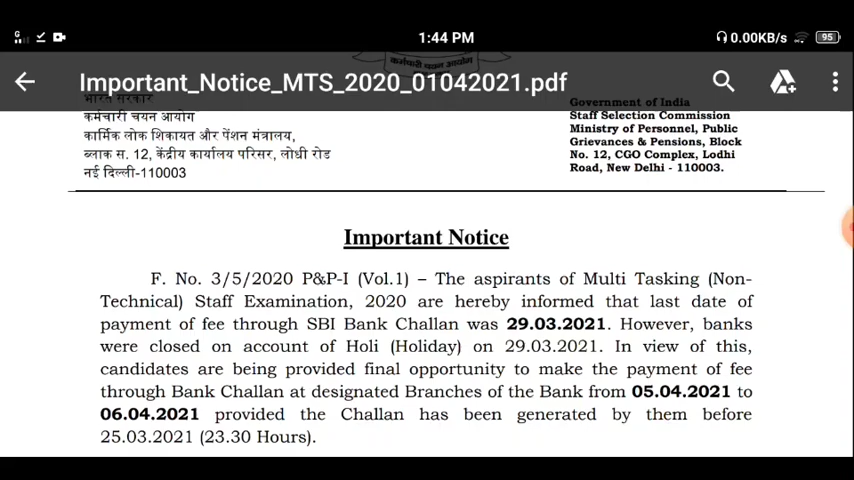 1:44 PM
0.00KB/s
95
Important_Notice_MTS_2020_01042021.pdf
कर्मचारी चयन आयोग
भारत सरकार
कर्मचारी चयन आयोग
कार्मिक लोक शिकायत और पेंशन मंत्रालय,
ब्लाक स. 12, केंद्रीय कार्यालय परिसर, लोधी रोड
नई दिल्ली-110003
Government of India
Staff Selection Commission
Ministry of Personnel, Public
Grievances & Pensions, Block
No. 12, CGO Complex, Lodhi
Road, New Delhi - 110003.
Important Notice
F. No. 3/5/2020 P&P-I (Vol.1) – The aspirants of Multi Tasking (Non-
Technical) Staff Examination, 2020 are hereby informed that last date of
payment of fee through SBI Bank Challan was 29.03.2021. However, banks
were closed on account of Holi (Holiday) on 29.03.2021. In view of this,
candidates are being provided final opportunity to make the payment of fee
through Bank Challan at designated Branches of the Bank from 05.04.2021 to
06.04.2021 provided the Challan has been generated by them before
25.03.2021 (23.30 Hours).